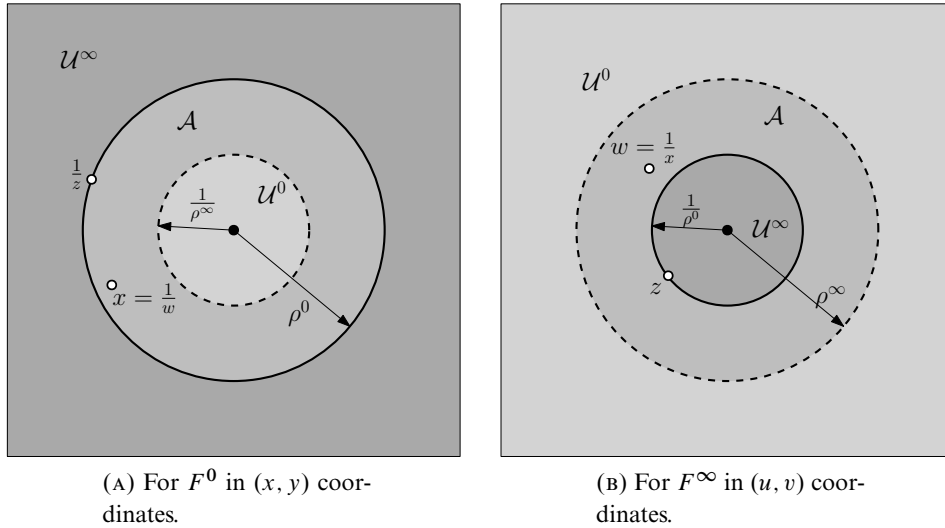 𝒰^∞
𝒜
1/z
𝒰^0
1/ρ^∞
x = 1/w
ρ^0
(A) For F^0 in (x, y) coor-
dinates.
𝒰^0
𝒜
w = 1/x
1/ρ^0
𝒰^∞
z
ρ^∞
(B) For F^∞ in (u, v) coor-
dinates.